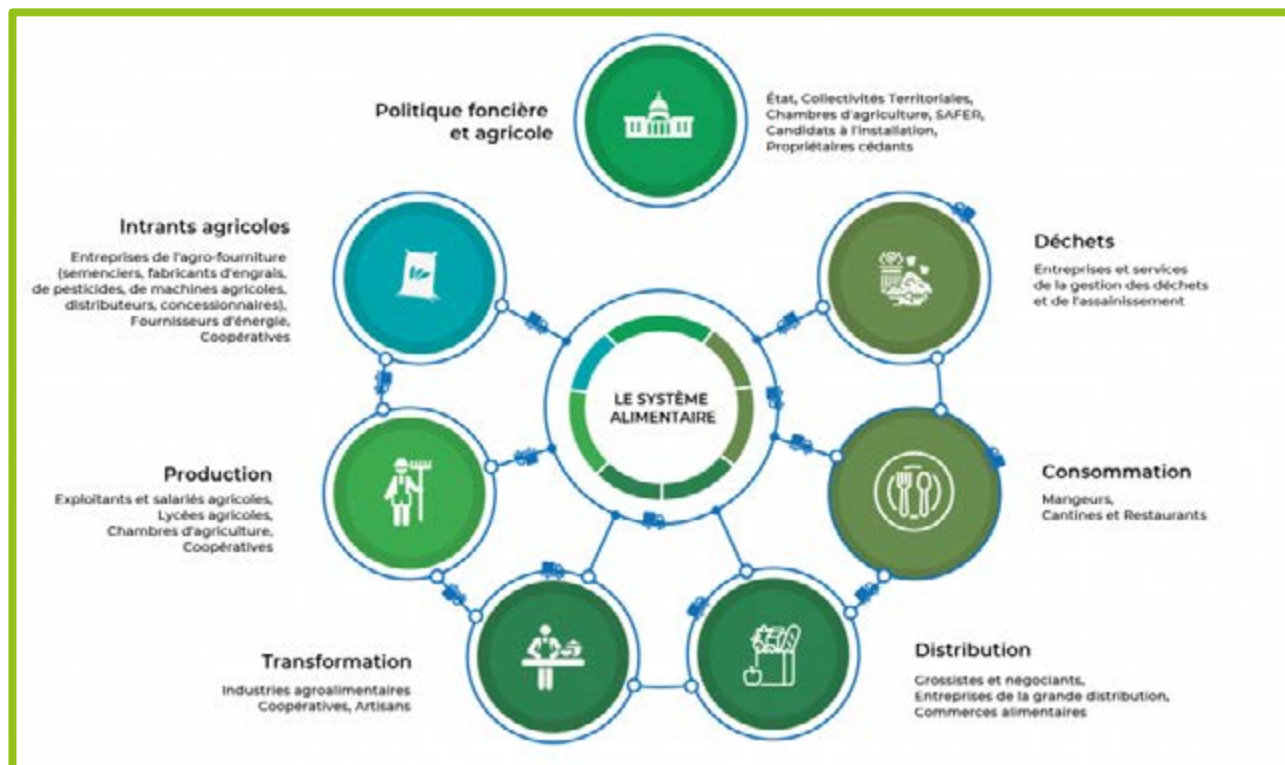 Politique foncière
et agricole
État, Collectivités Territoriales,
Chambres d'agriculture, SAFER,
Candidats à l'installation,
Propriétaires cédants
Intrants agricoles
Entreprises de l'agro-fourniture
(semenciers, fabricants d'engrais,
de pesticides, de machines agricoles,
distributeurs, concessionnaires),
Fournisseurs d'énergie,
Coopératives
Déchets
Entreprises et services
de la gestion des déchets
et de l'assainissement
LE SYSTÈME
ALIMENTAIRE
Production
Exploitants et salariés agricoles,
Lycées agricoles,
Chambres d'agriculture,
Coopératives
Consommation
Mangeurs,
Cantines et Restaurants
Transformation
Industries agroalimentaires
Coopératives, Artisans
Distribution
Grossistes et négociants,
Entreprises de la grande distribution,
Commerces alimentaires